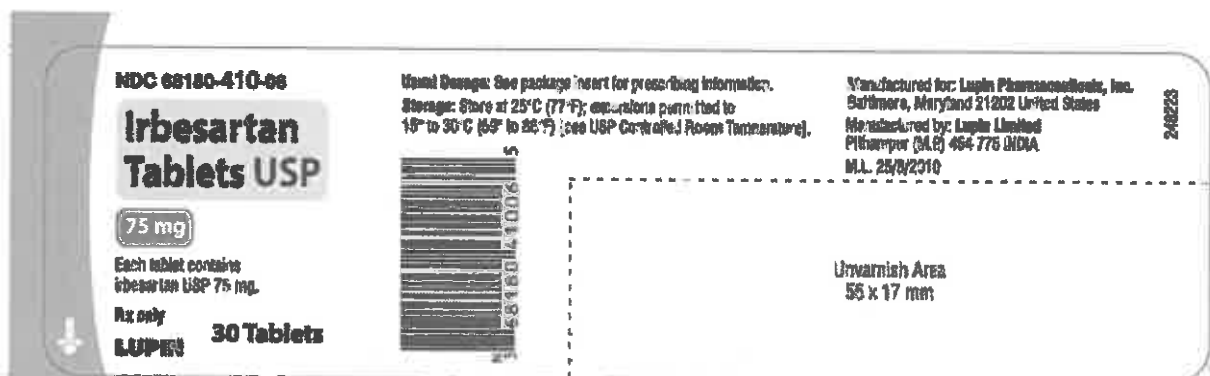 NDC 68180-410-06
Irbesartan
Tablets USP
75 mg
Each tablet contains
irbesartan USP 75 mg.
Rx only
30 Tablets
LUPIN
Usual Dosage: See package insert for prescribing information.
Storage: Store at 25°C (77°F); excursions permitted to
15° to 30°C (59° to 86°F) [see USP Controlled Room Temperature].
68180 41006
Manufactured for: Lupin Pharmaceuticals, Inc.
Baltimore, Maryland 21202 United States
Manufactured by: Lupin Limited
Pithampur (M.P.) 454 775 INDIA
M.L. 25/8/2010
248223
Unvarnish Area
55 x 17 mm